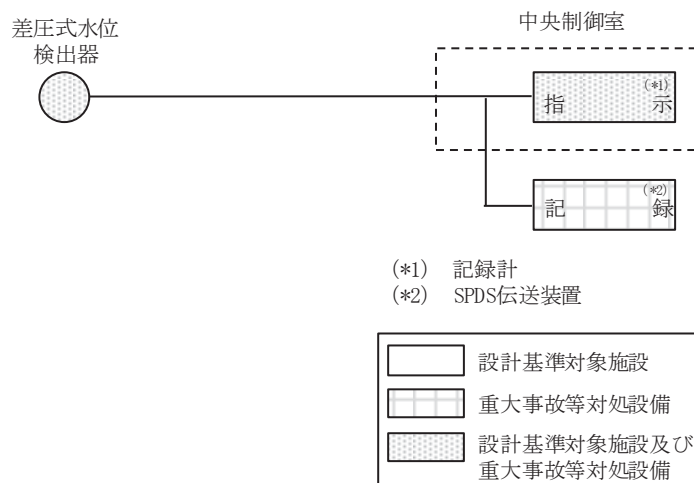 差圧式水位
検出器
中央制御室
(*1)
指 示
(*2)
記 録
(*1) 記録計
(*2) SPDS伝送装置
設計基準対象施設
重大事故等対処設備
設計基準対象施設及び
重大事故等対処設備